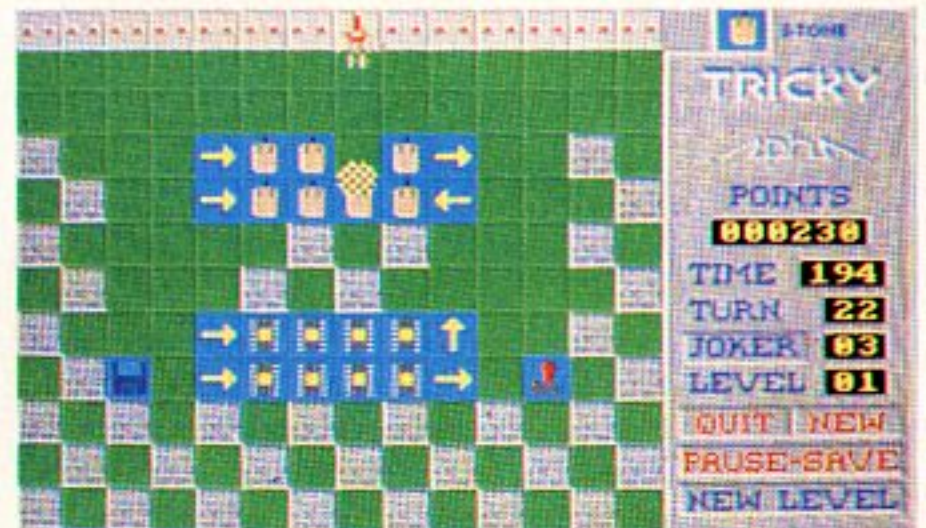 STONE
TRICKY
POINTS
000230
TIME 194
TURN 22
JOKER 03
LEVEL 01
QUIT NEW
PAUSE-SAVE
NEW LEVEL